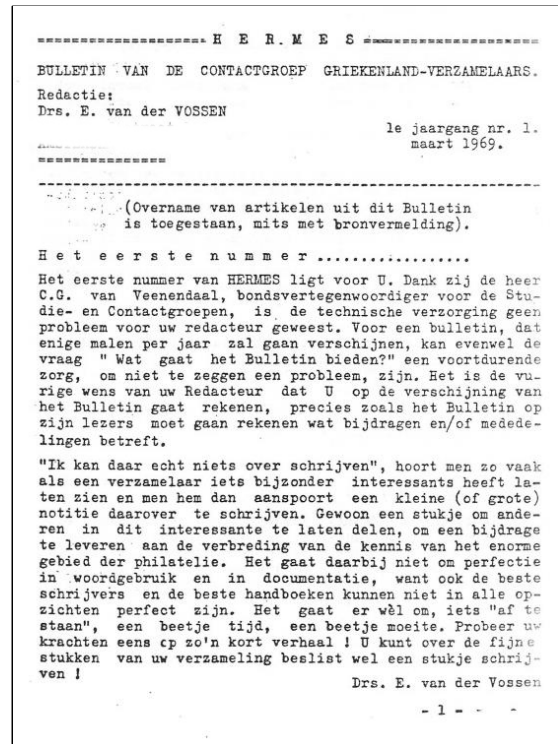 ==================== H E R M E S ====================
BULLETIN VAN DE CONTACTGROEP GRIEKENLAND-VERZAMELAARS.
Redactie:
Drs. E. van der VOSSEN
1e jaargang nr. 1.
maart 1969.
===============
(Overname van artikelen uit dit Bulletin
is toegestaan, mits met bronvermelding).
H e t e e r s t e n u m m e r ..................
Het eerste nummer van HERMES ligt voor U. Dank zij de heer
C.G. van Veenendaal, bondsvertegenwoordiger voor de Stu-
die- en Contactgroepen, is de technische verzorging geen
probleem voor uw redacteur geweest. Voor een bulletin, dat
enige malen per jaar zal gaan verschijnen, kan evenwel de
vraag " Wat gaat het Bulletin bieden?" een voortdurende
zorg, om niet te zeggen een probleem, zijn. Het is de vu-
rige wens van uw Redacteur dat U op de verschijning van
het Bulletin gaat rekenen, precies zoals het Bulletin op
zijn lezers moet gaan rekenen wat bijdragen en/of medede-
lingen betreft.
"Ik kan daar echt niets over schrijven", hoort men zo vaak
als een verzamelaar iets bijzonder interessants heeft la-
ten zien en men hem dan aanspoort een kleine (of grote)
notitie daarover te schrijven. Gewoon een stukje om ande-
ren in dit interessante te laten delen, om een bijdrage
te leveren aan de verbreding van de kennis van het enorme
gebied der philatelie. Het gaat daarbij niet om perfectie
in woordgebruik en in documentatie, want ook de beste
schrijvers en de beste handboeken kunnen niet in alle op-
zichten perfect zijn. Het gaat er wèl om, iets "af te
staan", een beetje tijd, een beetje moeite. Probeer uw
krachten eens cp zo'n kort verhaal ! U kunt over de fijne
stukken van uw verzameling beslist wel een stukje schrij-
ven !
Drs. E. van der Vossen
- 1 - - -